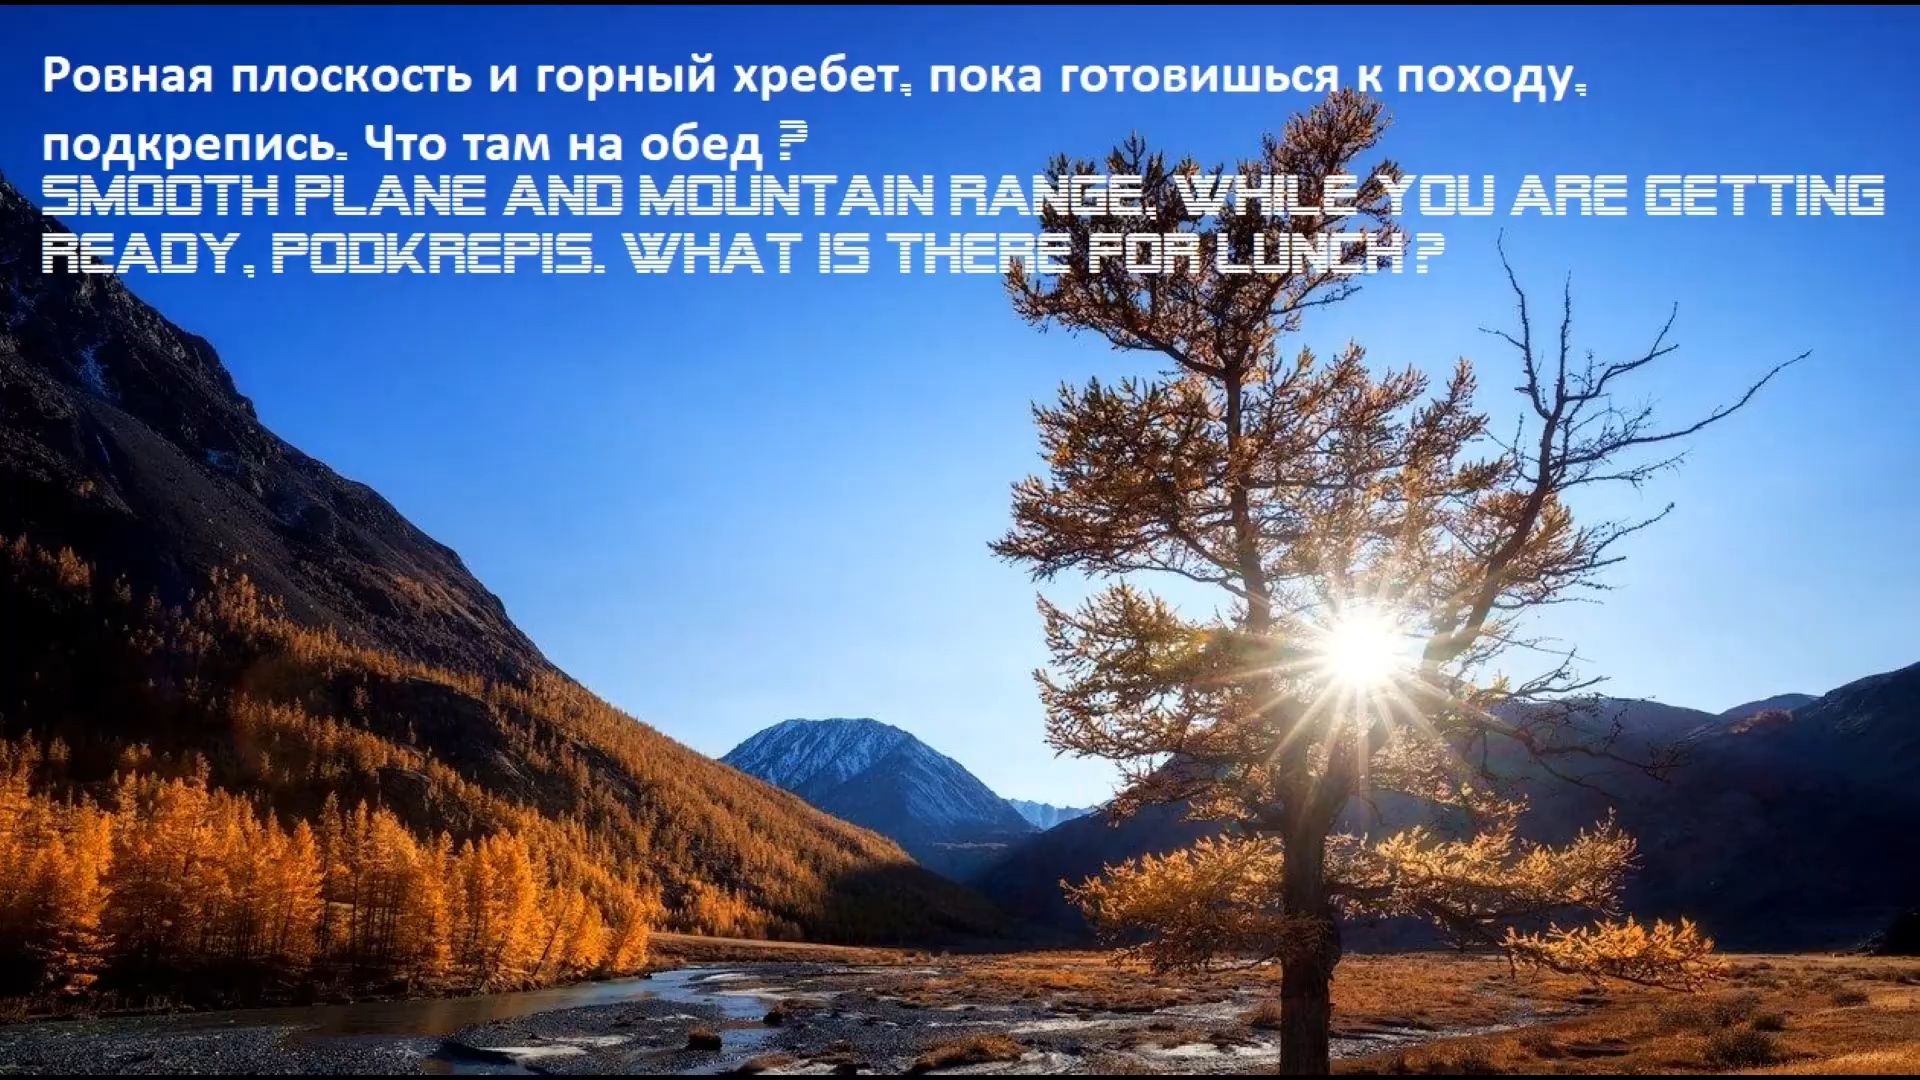 Ровная плоскость и горный хребет, пока готовишься к походу,
подкрепись. Что там на обед ?
SMOOTH PLANE AND MOUNTAIN RANGE, WHILE YOU ARE GETTING
READY, PODKREPIS. WHAT IS THERE FOR LUNCH ?